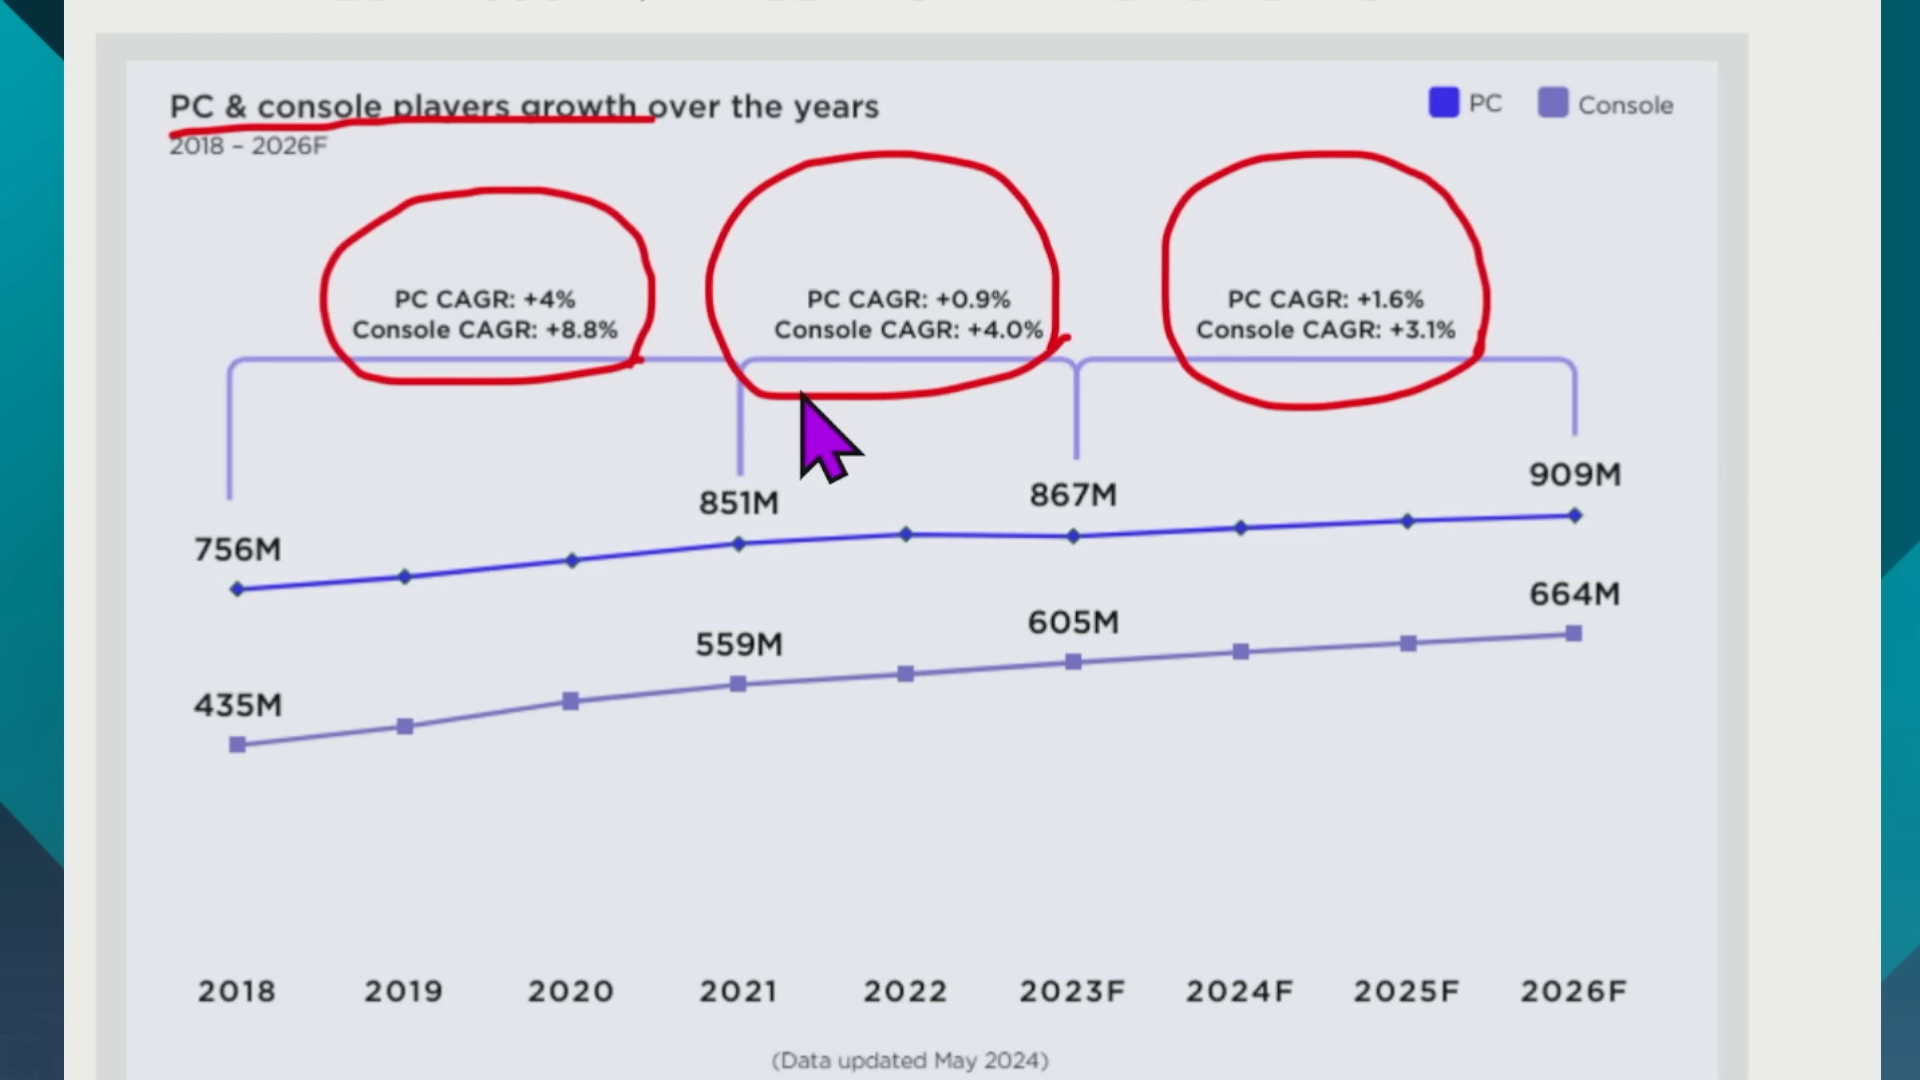 PC & console players growth over the years
2018 – 2026F
PC
Console
PC CAGR: +4%
Console CAGR: +8.8%
PC CAGR: +0.9%
Console CAGR: +4.0%
PC CAGR: +1.6%
Console CAGR: +3.1%
756M
851M
867M
909M
435M
559M
605M
664M
2018 2019 2020 2021 2022 2023F 2024F 2025F 2026F
(Data updated May 2024)